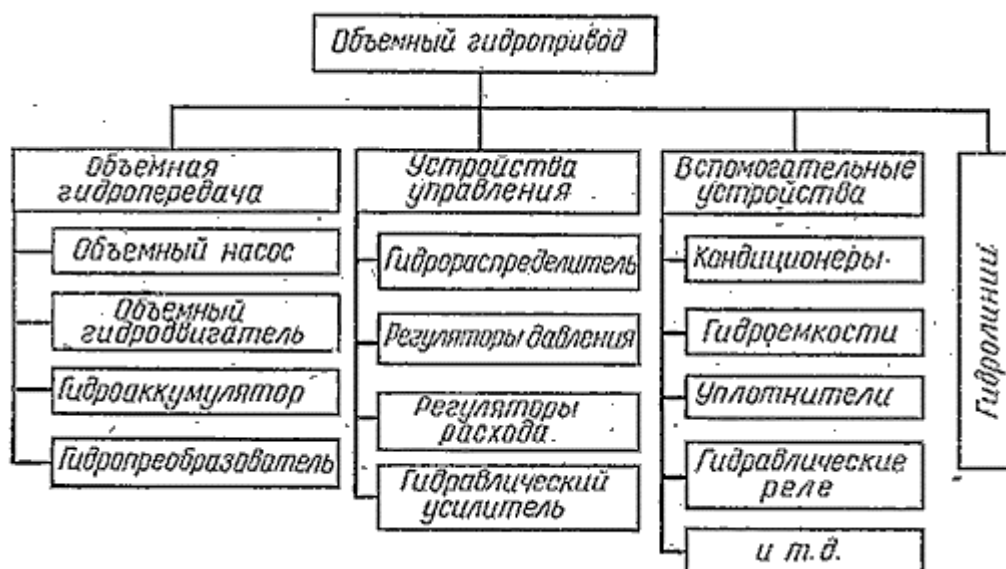 Объемный гидропривод
Объемная
гидропередача
Объемный насос
Объемный
гидродвигатель
Гидроаккумулятор
Гидропреобразователь
Устройства
управления
Гидрораспределитель
Регуляторы давления
Регуляторы
расхода
Гидравлический
усилитель
Вспомогательные
устройства
Кондиционеры
Гидроемкости
Уплотнители
Гидравлические
реле
и т.д.
Гидролиний